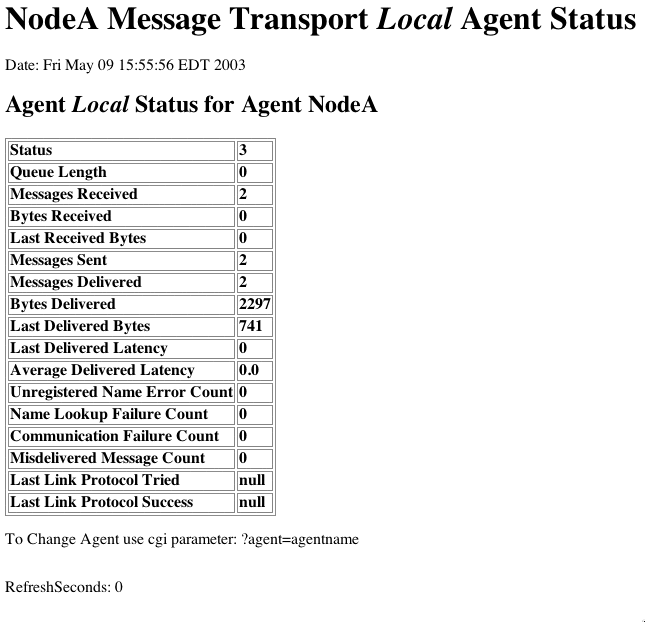 NodeA Message Transport Local Agent Status
Date: Fri May 09 15:55:56 EDT 2003
Agent Local Status for Agent NodeA
Status 3
Queue Length 0
Messages Received 2
Bytes Received 0
Last Received Bytes 0
Messages Sent 2
Messages Delivered 2
Bytes Delivered 2297
Last Delivered Bytes 741
Last Delivered Latency 0
Average Delivered Latency 0.0
Unregistered Name Error Count 0
Name Lookup Failure Count 0
Communication Failure Count 0
Misdelivered Message Count 0
Last Link Protocol Tried null
Last Link Protocol Success null
To Change Agent use cgi parameter: ?agent=agentname
RefreshSeconds: 0